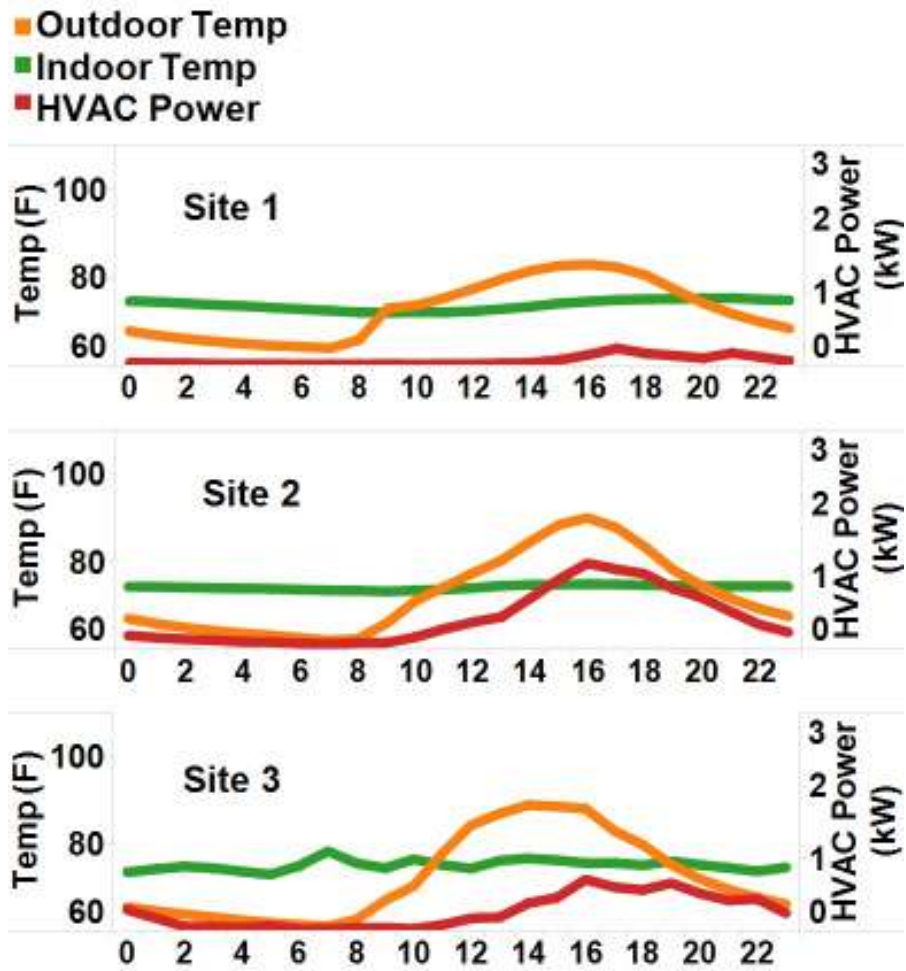 Outdoor Temp
Indoor Temp
HVAC Power
Site 1
Temp (F)
100
80
60
3
2
1
0
HVAC Power
(kW)
0 2 4 6 8 10 12 14 16 18 20 22
Site 2
Temp (F)
100
80
60
3
2
1
0
HVAC Power
(kW)
0 2 4 6 8 10 12 14 16 18 20 22
Site 3
Temp (F)
100
80
60
3
2
1
0
HVAC Power
(kW)
0 2 4 6 8 10 12 14 16 18 20 22